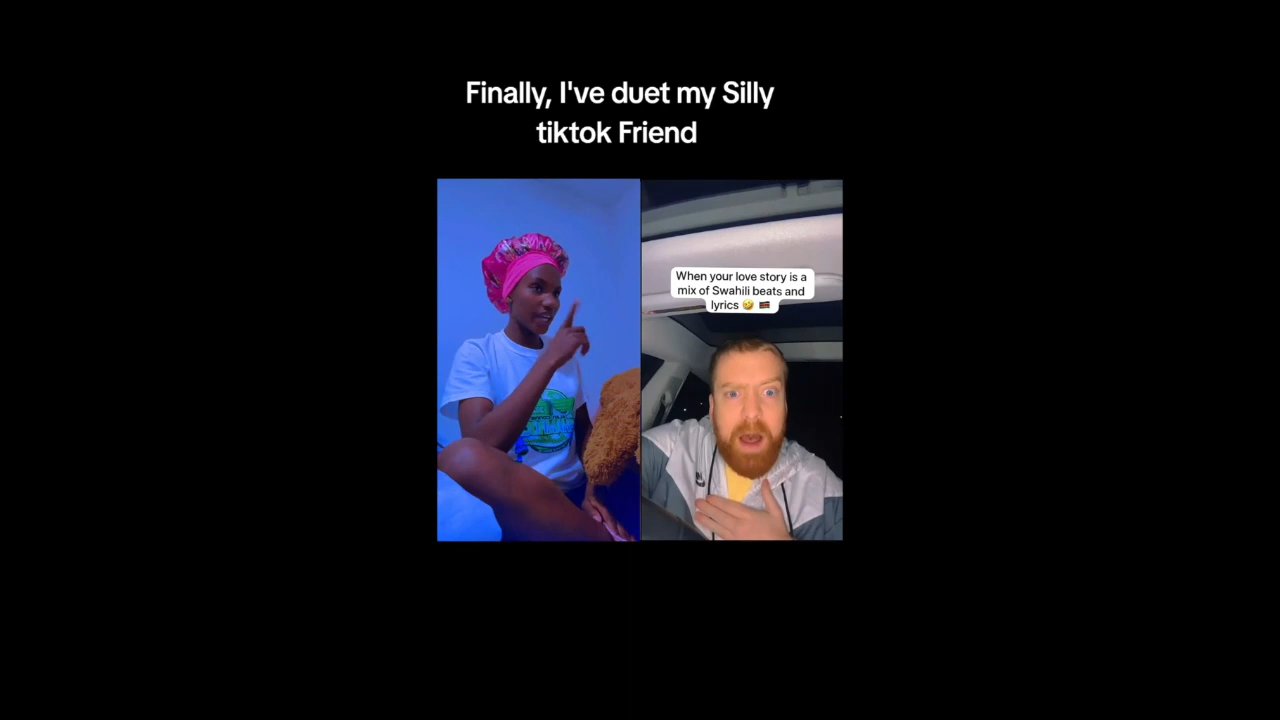 Finally, I've duet my Silly
tiktok Friend
When your love story is a
mix of Swahili beats and
lyrics 🤣 🇰🇪